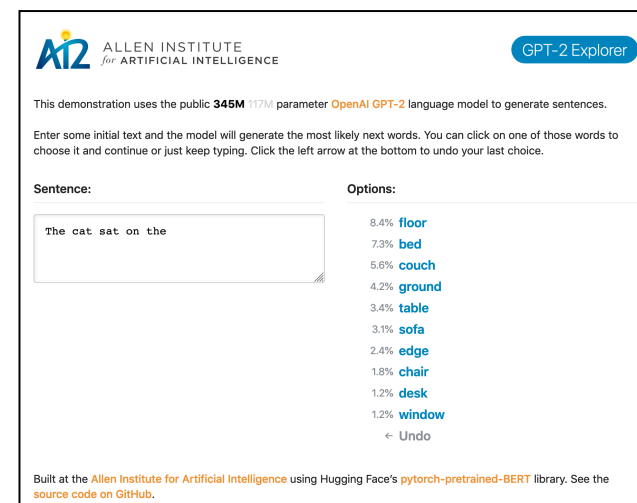 AI2 ALLEN INSTITUTE
for ARTIFICIAL INTELLIGENCE
GPT-2 Explorer
This demonstration uses the public 345M 117M parameter OpenAI GPT-2 language model to generate sentences.
Enter some initial text and the model will generate the most likely next words. You can click on one of those words to
choose it and continue or just keep typing. Click the left arrow at the bottom to undo your last choice.
Sentence:
The cat sat on the
Options:
8.4% floor
7.3% bed
5.6% couch
4.2% ground
3.4% table
3.1% sofa
2.4% edge
1.8% chair
1.2% desk
1.2% window
← Undo
Built at the Allen Institute for Artificial Intelligence using Hugging Face's pytorch-pretrained-BERT library. See the
source code on GitHub.